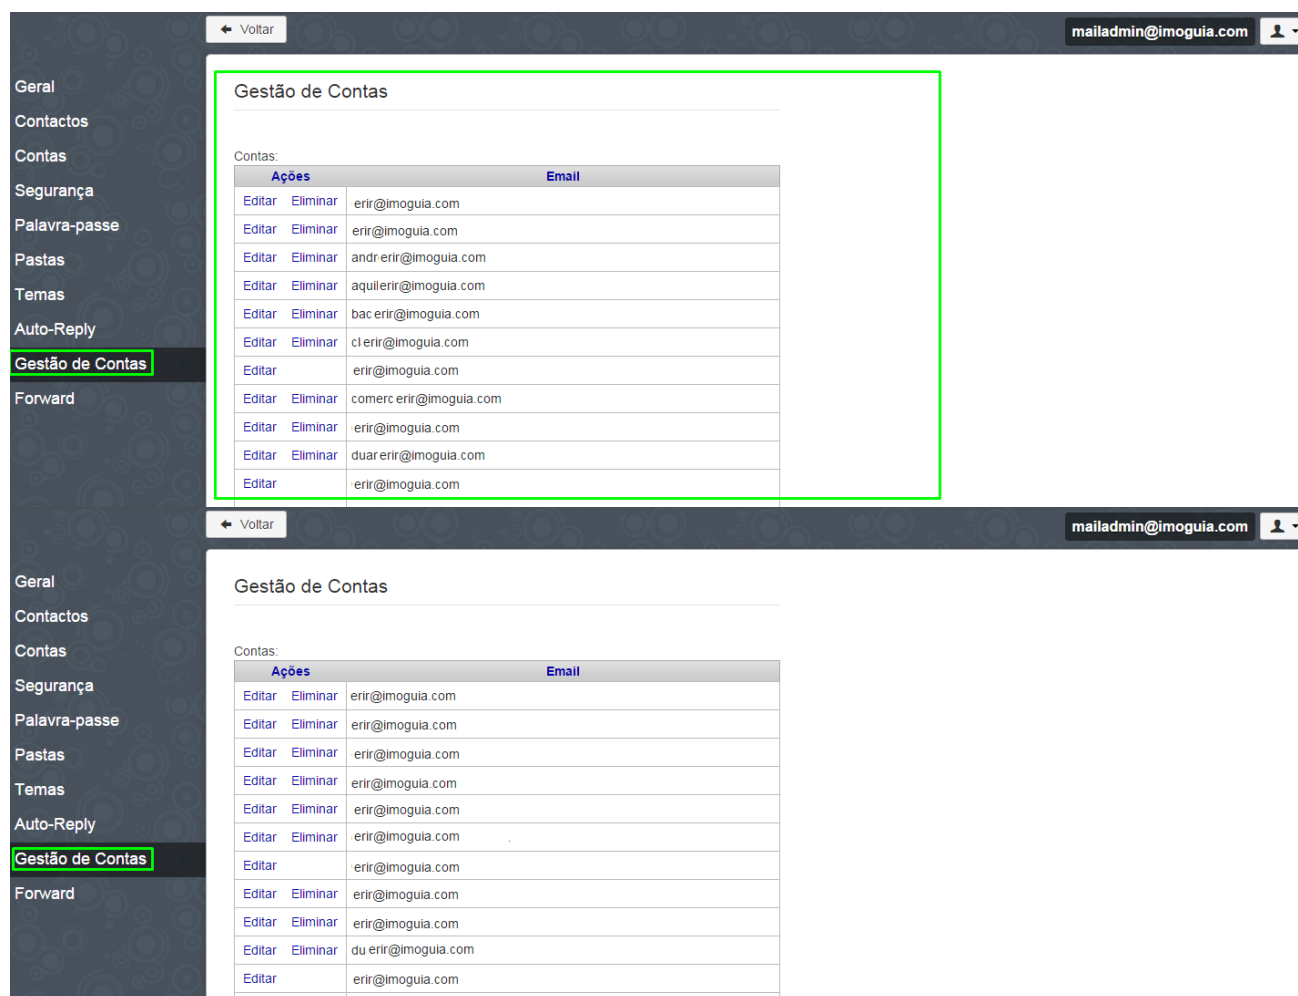 Voltar
mailadmin@imoguia.com
Geral
Contactos
Contas
Segurança
Palavra-passe
Pastas
Temas
Auto-Reply
Gestão de Contas
Forward
Gestão de Contas
Contas:
Ações Email
Editar Eliminar erir@imoguia.com
Editar Eliminar erir@imoguia.com
Editar Eliminar andr erir@imoguia.com
Editar Eliminar aquilerir@imoguia.com
Editar Eliminar bac erir@imoguia.com
Editar Eliminar cl erir@imoguia.com
Editar erir@imoguia.com
Editar Eliminar comerc erir@imoguia.com
Editar Eliminar erir@imoguia.com
Editar Eliminar duar erir@imoguia.com
Editar erir@imoguia.com
Voltar
mailadmin@imoguia.com
Geral
Contactos
Contas
Segurança
Palavra-passe
Pastas
Temas
Auto-Reply
Gestão de Contas
Forward
Gestão de Contas
Contas:
Ações Email
Editar Eliminar erir@imoguia.com
Editar Eliminar erir@imoguia.com
Editar Eliminar erir@imoguia.com
Editar Eliminar erir@imoguia.com
Editar Eliminar erir@imoguia.com
Editar Eliminar erir@imoguia.com
Editar erir@imoguia.com
Editar Eliminar erir@imoguia.com
Editar Eliminar erir@imoguia.com
Editar Eliminar du erir@imoguia.com
Editar erir@imoguia.com